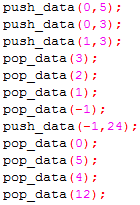 push_data(0,5);
push_data(0,3);
push_data(1,3);
pop_data(3);
pop_data(2);
pop_data(1);
pop_data(-1);
push_data(-1,24);
pop_data(0);
pop_data(5);
pop_data(4);
pop_data(12);